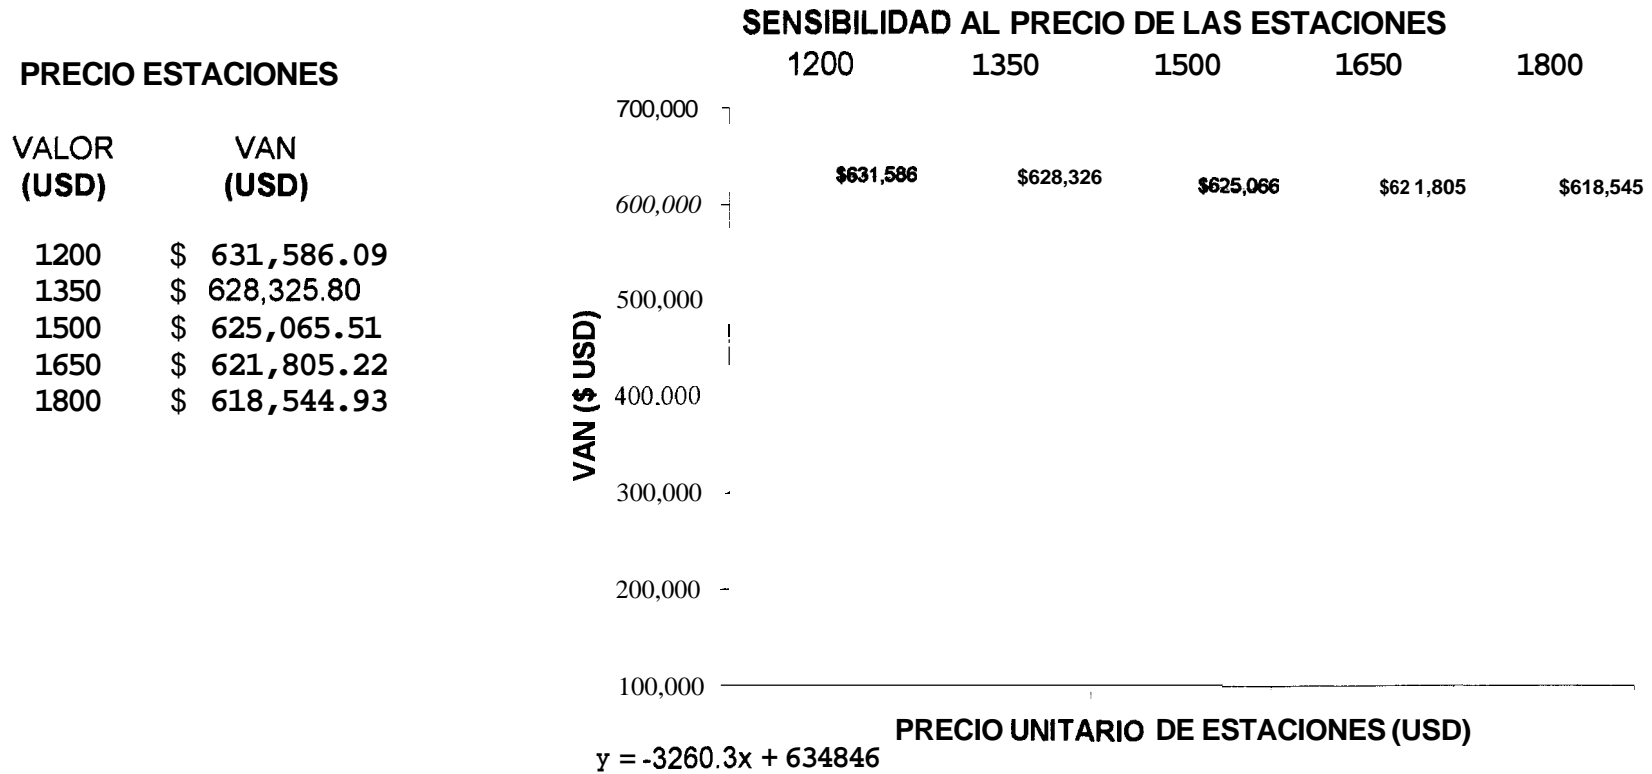 PRECIO ESTACIONES
VALOR VAN
(USD) (USD)
1200 $ 631,586.09
1350 $ 628,325.80
1500 $ 625,065.51
1650 $ 621,805.22
1800 $ 618,544.93
SENSIBILIDAD AL PRECIO DE LAS ESTACIONES
1200 1350 1500 1650 1800
700,000
$631,586 $628,326 $625,066 $621,805 $618,545
600,000
500,000
400.000
300,000
200,000
100,000
VAN ($ USD)
PRECIO UNITARIO DE ESTACIONES (USD)
y = -3260.3x + 634846